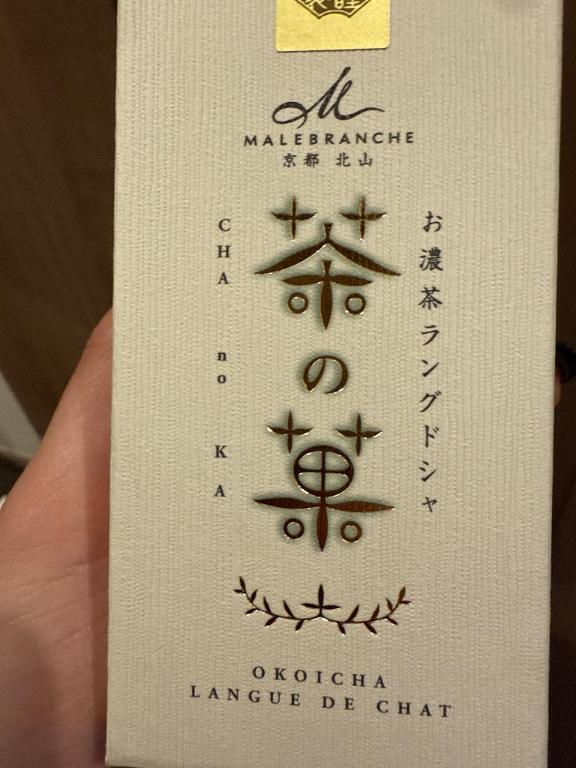 M
MALEBRANCHE
京都 北山
お濃茶ラングドシャ
茶の菓
CHA no KA
OKOICHA
LANGUE DE CHAT